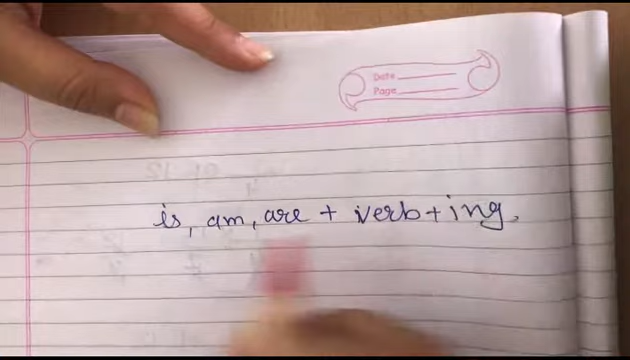 Date
Page
is, am, are + verb + ing.